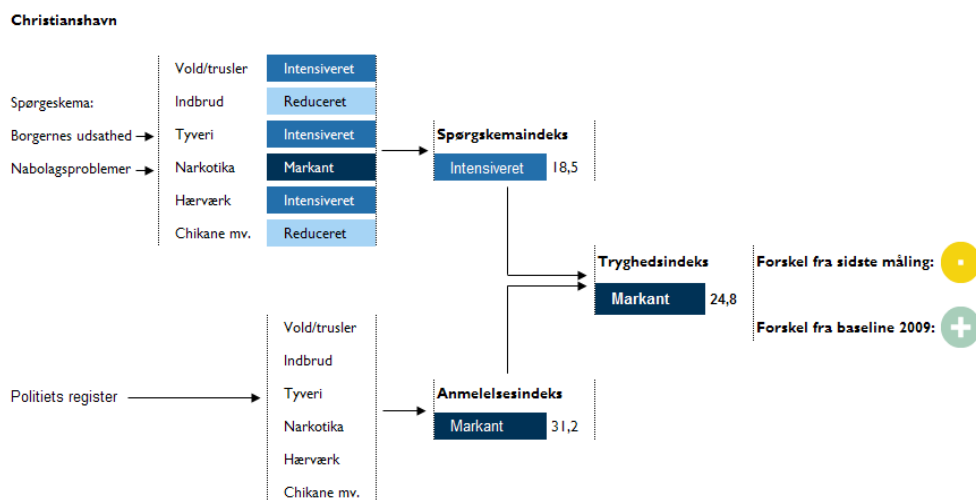 Christianshavn
Spørgeskema:
Borgernes udsathed
Nabolagsproblemer
Vold/trusler Intensiveret
Indbrud Reduceret
Tyveri Intensiveret
Narkotika Markant
Hærværk Intensiveret
Chikane mv. Reduceret
Spørgskemaindeks
Intensiveret 18,5
Tryghedsindeks
Markant 24,8
Forskel fra sidste måling:
Forskel fra baseline 2009:
Politiets register
Vold/trusler
Indbrud
Tyveri
Narkotika
Hærværk
Chikane mv.
Anmelelsesindeks
Markant 31,2